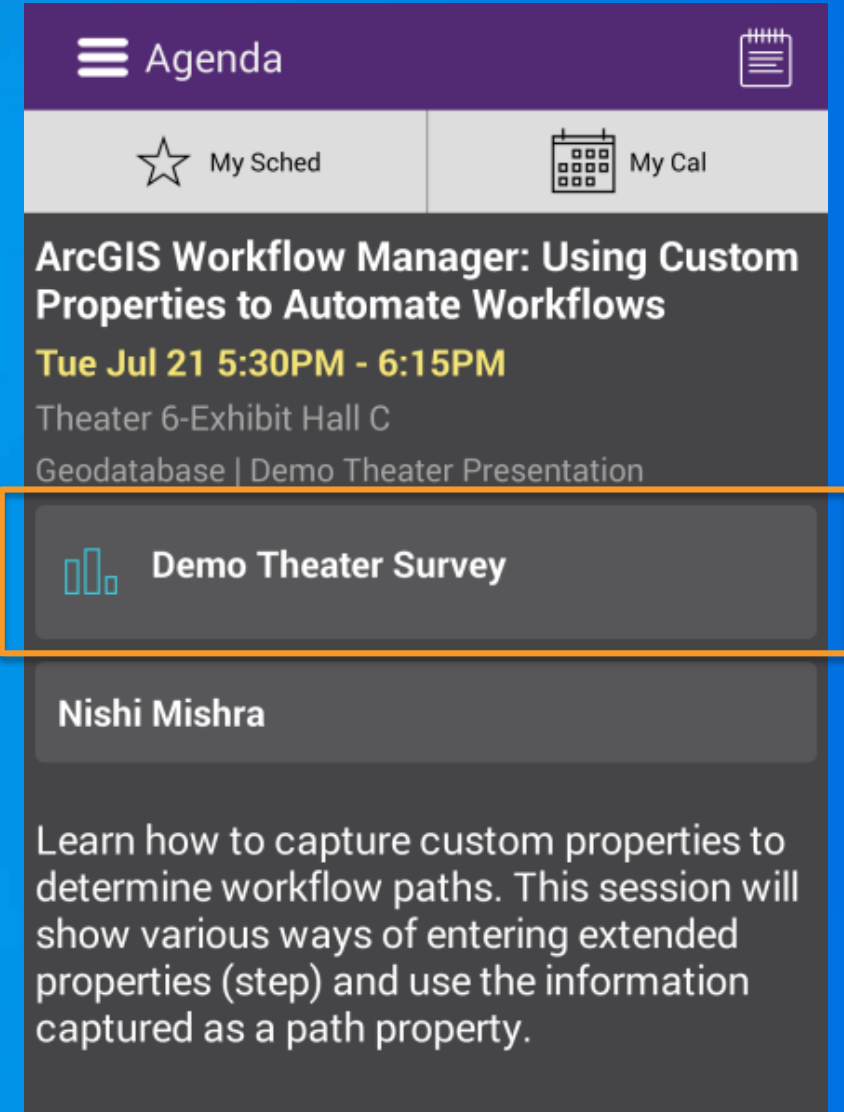 Agenda
My Sched
My Cal
ArcGIS Workflow Manager: Using Custom
Properties to Automate Workflows
Tue Jul 21 5:30PM - 6:15PM
Theater 6-Exhibit Hall C
Geodatabase | Demo Theater Presentation
Demo Theater Survey
Nishi Mishra
Learn how to capture custom properties to
determine workflow paths. This session will
show various ways of entering extended
properties (step) and use the information
captured as a path property.